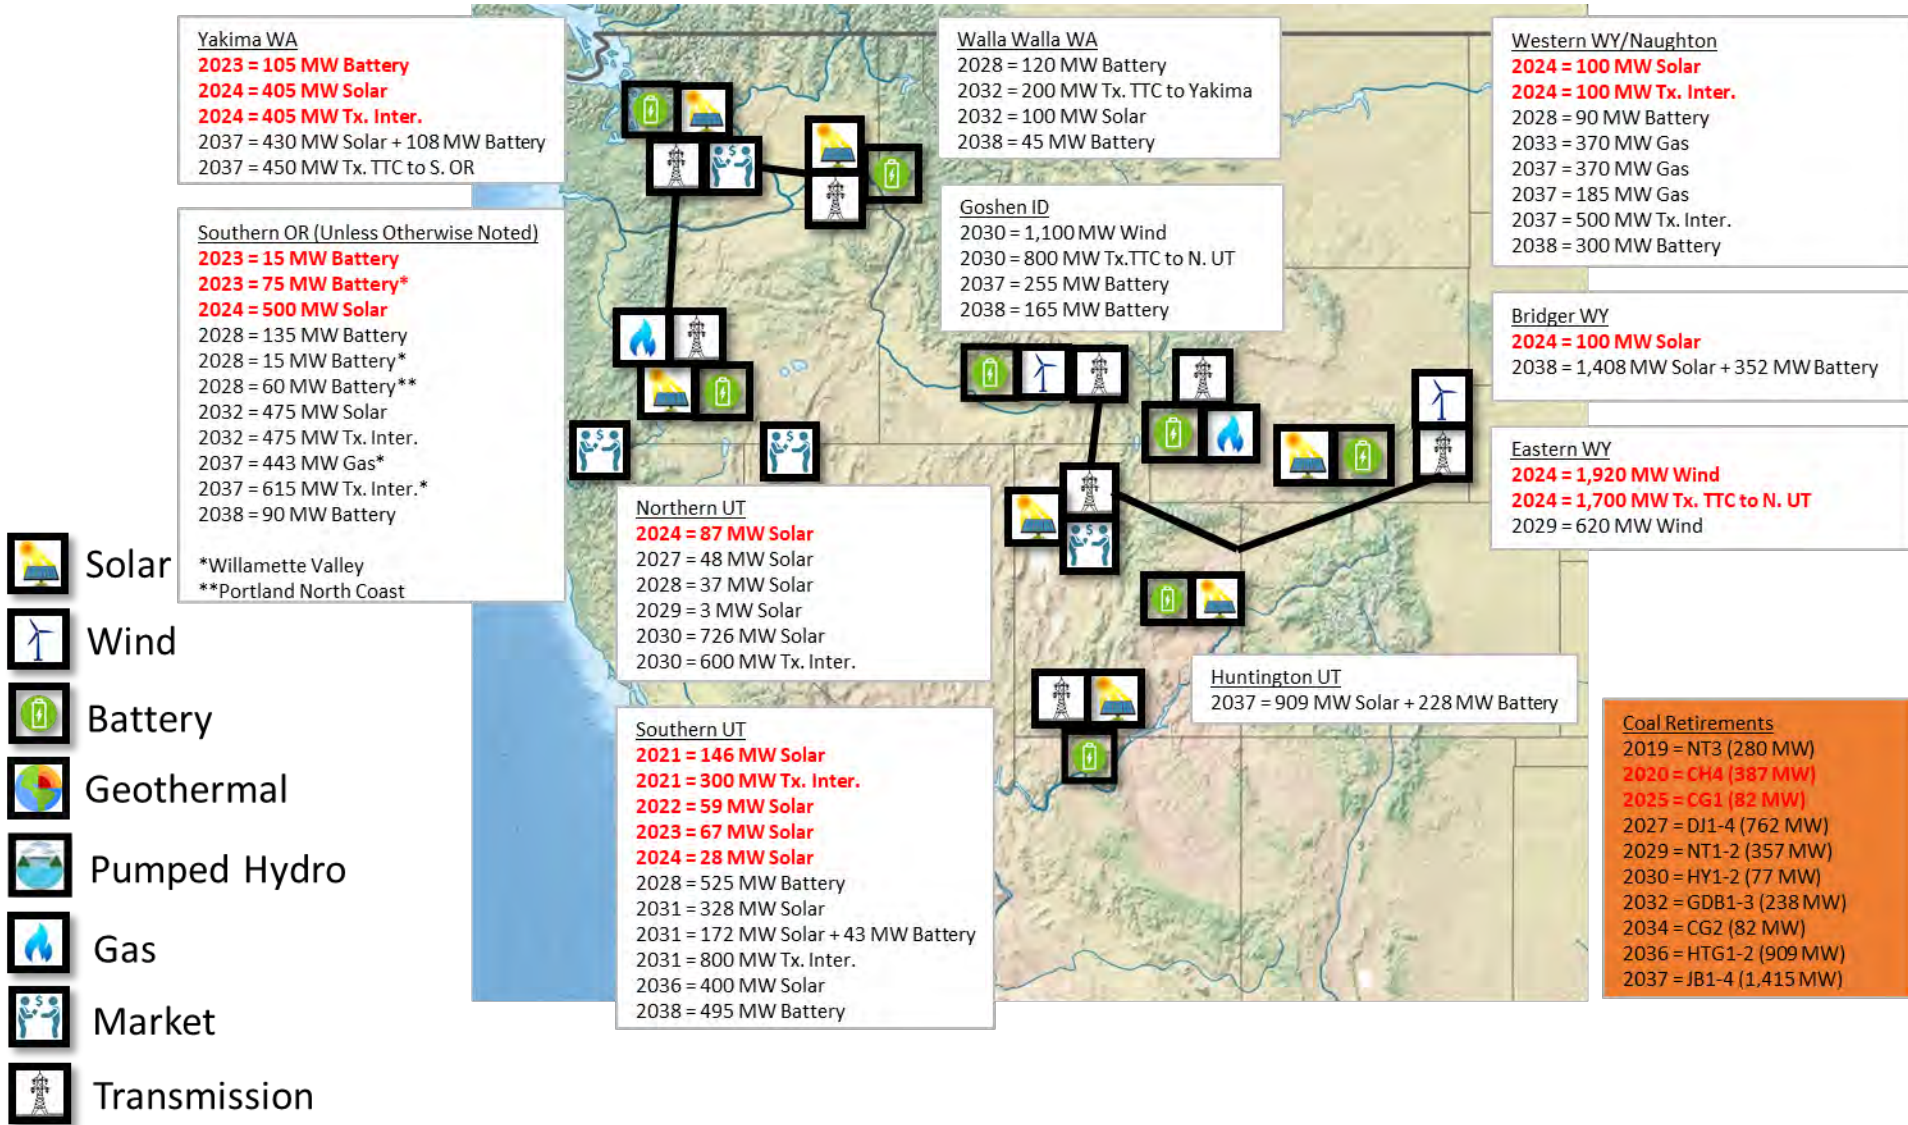 Yakima WA
2023 = 105 MW Battery
2024 = 405 MW Solar
2024 = 405 MW Tx. Inter.
2037 = 430 MW Solar + 108 MW Battery
2037 = 450 MW Tx. TTC to S. OR
Southern OR (Unless Otherwise Noted)
2023 = 15 MW Battery
2023 = 75 MW Battery*
2024 = 500 MW Solar
2028 = 135 MW Battery
2028 = 15 MW Battery*
2028 = 60 MW Battery**
2032 = 475 MW Solar
2032 = 475 MW Tx. Inter.
2037 = 443 MW Gas*
2037 = 615 MW Tx. Inter.*
2038 = 90 MW Battery
*Willamette Valley
**Portland North Coast
Walla Walla WA
2028 = 120 MW Battery
2032 = 200 MW Tx. TTC to Yakima
2032 = 100 MW Solar
2038 = 45 MW Battery
Goshen ID
2030 = 1,100 MW Wind
2030 = 800 MW Tx.TTC to N. UT
2037 = 255 MW Battery
2038 = 165 MW Battery
Western WY/Naughton
2024 = 100 MW Solar
2024 = 100 MW Tx. Inter.
2028 = 90 MW Battery
2033 = 370 MW Gas
2037 = 370 MW Gas
2037 = 185 MW Gas
2037 = 500 MW Tx. Inter.
2038 = 300 MW Battery
Bridger WY
2024 = 100 MW Solar
2038 = 1,408 MW Solar + 352 MW Battery
Eastern WY
2024 = 1,920 MW Wind
2024 = 1,700 MW Tx. TTC to N. UT
2029 = 620 MW Wind
Northern UT
2024 = 87 MW Solar
2027 = 48 MW Solar
2028 = 37 MW Solar
2029 = 3 MW Solar
2030 = 726 MW Solar
2030 = 600 MW Tx. Inter.
Huntington UT
2037 = 909 MW Solar + 228 MW Battery
Southern UT
2021 = 146 MW Solar
2021 = 300 MW Tx. Inter.
2022 = 59 MW Solar
2023 = 67 MW Solar
2024 = 28 MW Solar
2028 = 525 MW Battery
2031 = 328 MW Solar
2031 = 172 MW Solar + 43 MW Battery
2031 = 800 MW Tx. Inter.
2036 = 400 MW Solar
2038 = 495 MW Battery
Coal Retirements
2019 = NT3 (280 MW)
2020 = CH4 (387 MW)
2025 = CG1 (82 MW)
2027 = DJ1-4 (762 MW)
2029 = NT1-2 (357 MW)
2030 = HY1-2 (77 MW)
2032 = GDB1-3 (238 MW)
2034 = CG2 (82 MW)
2036 = HTG1-2 (909 MW)
2037 = JB1-4 (1,415 MW)
Solar
Wind
Battery
Geothermal
Pumped Hydro
Gas
Market
Transmission